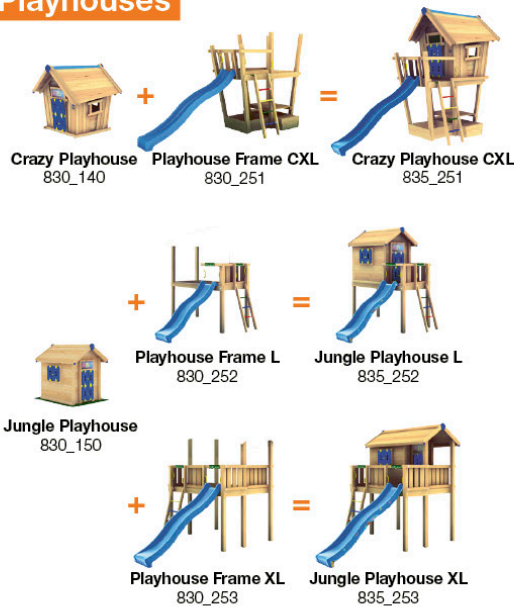 Playhouses
+
=
Crazy Playhouse
830_140
Playhouse Frame CXL
830_251
Crazy Playhouse CXL
835_251
+
=
Playhouse Frame L
830_252
Jungle Playhouse L
835_252
Jungle Playhouse
830_150
+
=
Playhouse Frame XL
830_253
Jungle Playhouse XL
835_253